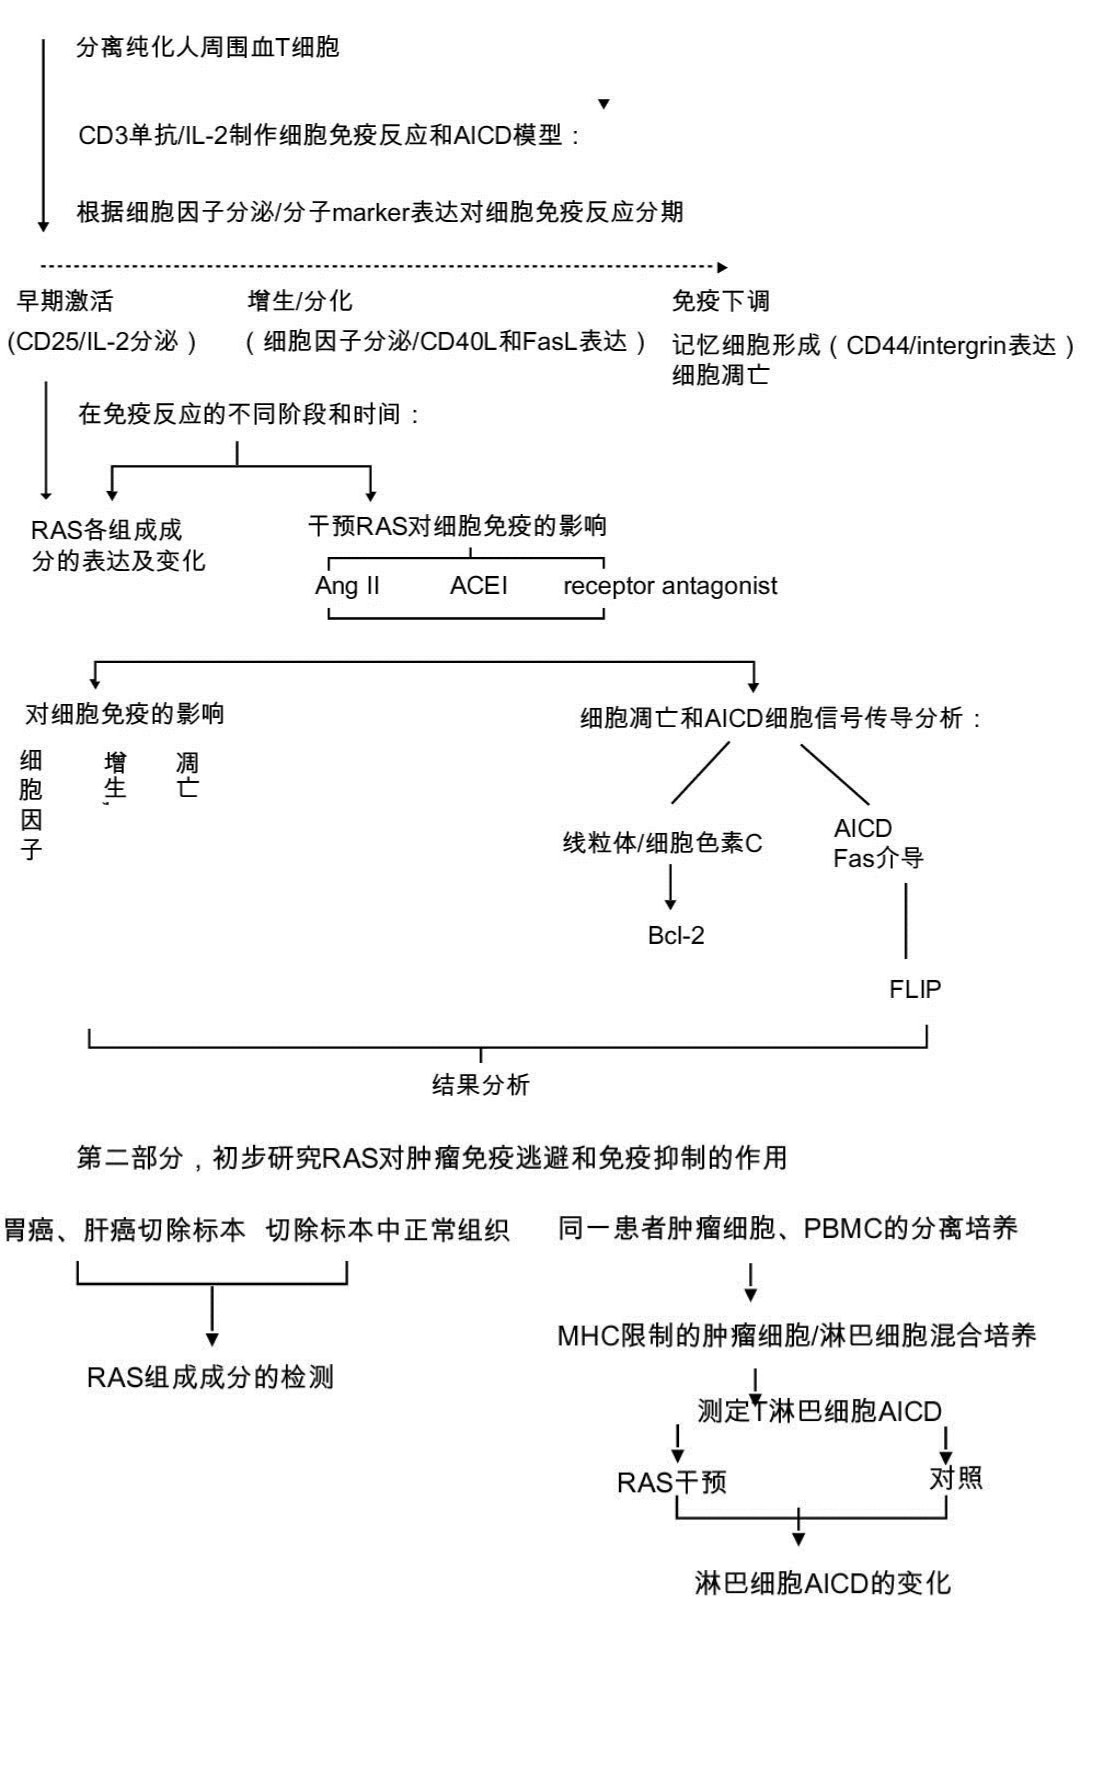 分离纯化人周围血T细胞
CD3单抗/IL-2制作细胞免疫反应和AICD模型：
根据细胞因子分泌/分子marker表达对细胞免疫反应分期
早期激活 增生/分化 免疫下调
(CD25/IL-2分泌） （细胞因子分泌/CD40L和FasL表达） 记忆细胞形成（CD44/intergrin表达）
细胞凋亡
在免疫反应的不同阶段和时间：
RAS各组成成
分的表达及变化
干预RAS对细胞免疫的影响
Ang II ACEI receptor antagonist
对细胞免疫的影响
细胞因子
增生,
凋亡
细胞凋亡和AICD细胞信号传导分析：
线粒体/细胞色素C
Bcl-2
AICD
Fas介导
FLIP
结果分析
第二部分，初步研究RAS对肿瘤免疫逃避和免疫抑制的作用
胃癌、肝癌切除标本 切除标本中正常组织
RAS组成成分的检测
同一患者肿瘤细胞、PBMC的分离培养
MHC限制的肿瘤细胞/淋巴细胞混合培养
测定T淋巴细胞AICD
RAS干预 对照
淋巴细胞AICD的变化